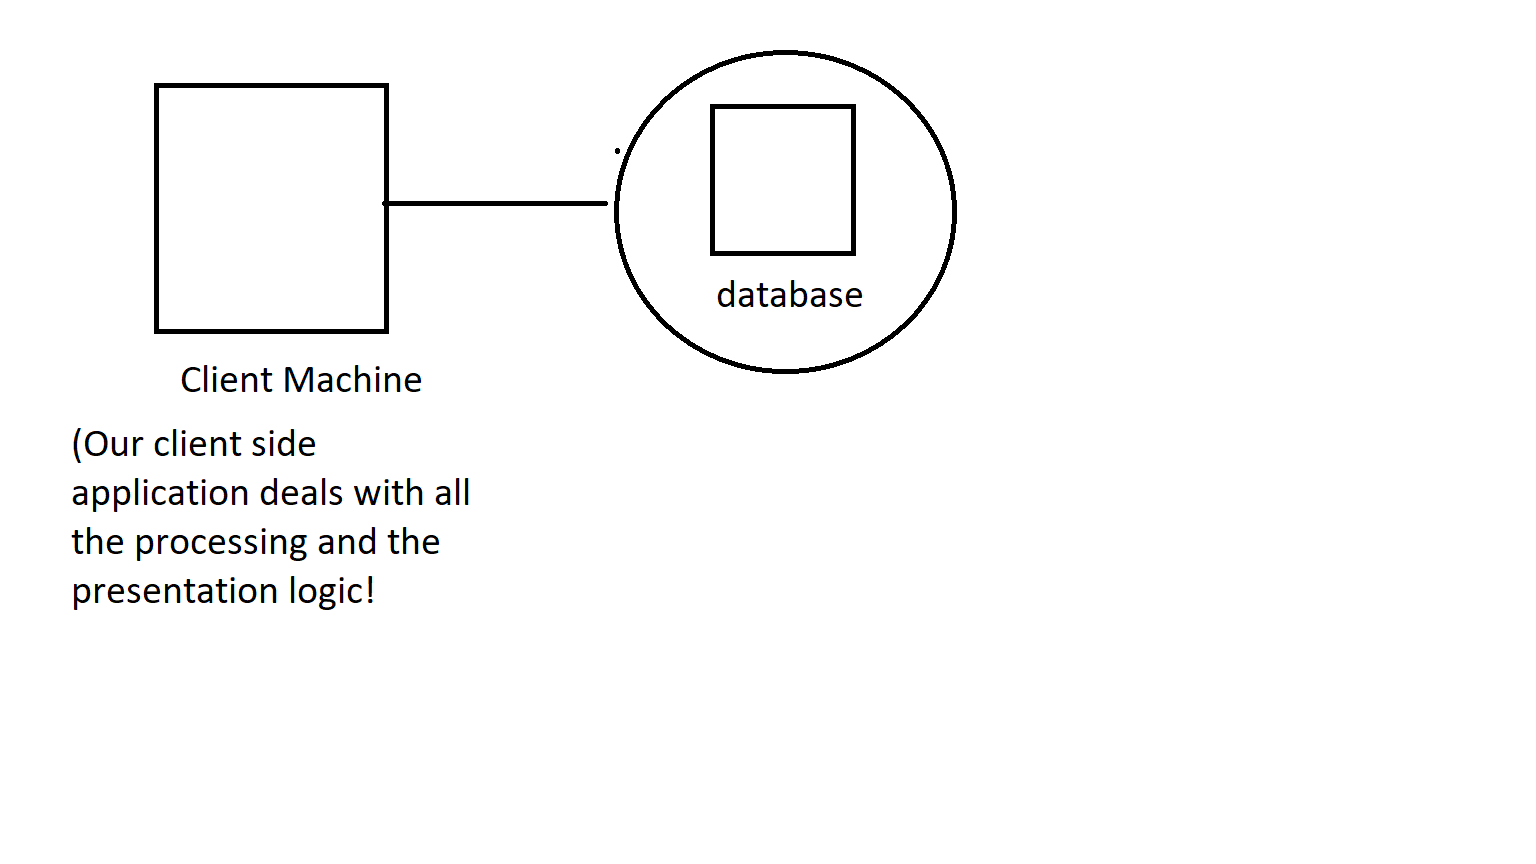 database
Client Machine
(Our client side
application deals with all
the processing and the
presentation logic!